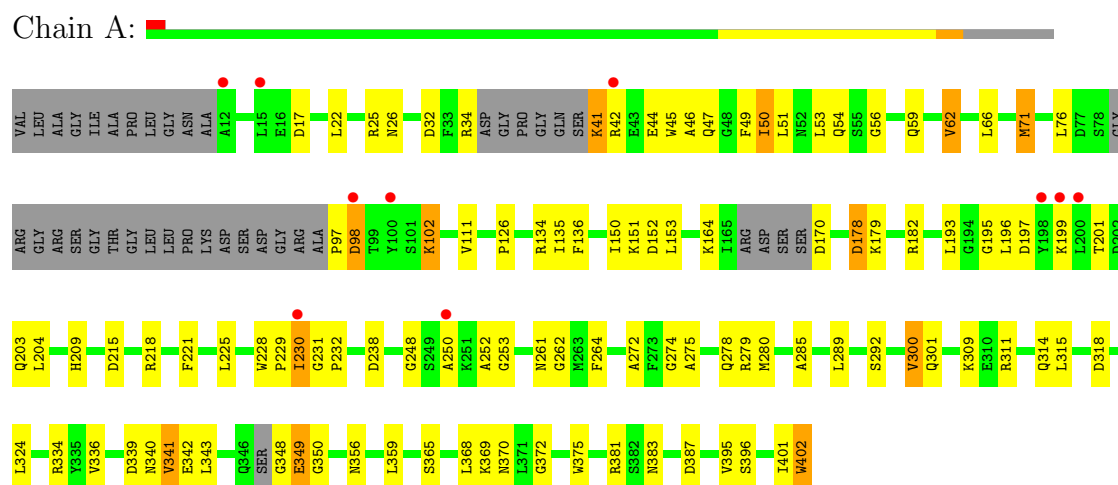 Chain A:
VAL LEU ALA GLY ILE ALA PRO LEU GLY ASN ALA A12 L15 E16 D17 L22 R25 N26 D32 F33 R34 ASP GLY PRO GLY GLN SER K41 R42 E43 E44 W45 A46 Q47 G48 F49 I50 L51 N52 L53 Q54 S55 G56 Q59 V62 L66 M71 L76 D77 S78 GLY
ARG GLY ARG SER GLY THR GLY LEU LEU PRO LYS ASP SER SER ASP GLY ARG ALA P97 D98 T99 Y100 S101 K102 V111 P126 R134 I135 F136 I150 K151 D152 L153 K164 I165 ARG ASP SER SER D170 D178 K179 R182 L193 G194 G195 L196 D197 Y198 K199 L200 T201 D202
Q203 L204 H209 D215 R218 F221 L225 W228 P229 I230 G231 P232 D238 G248 S249 A250 K251 A252 G253 N261 G262 M263 F264 A272 F273 G274 A275 Q278 R279 M280 A285 L289 S292 V300 Q301 K309 E310 R311 Q314 L315 D318
L324 R334 Y335 V336 D339 N340 V341 E342 L343 Q346 SER G348 E349 G350 N356 L359 S365 L368 K369 N370 L371 G372 W375 R381 S382 N383 D387 V395 S396 I401 W402